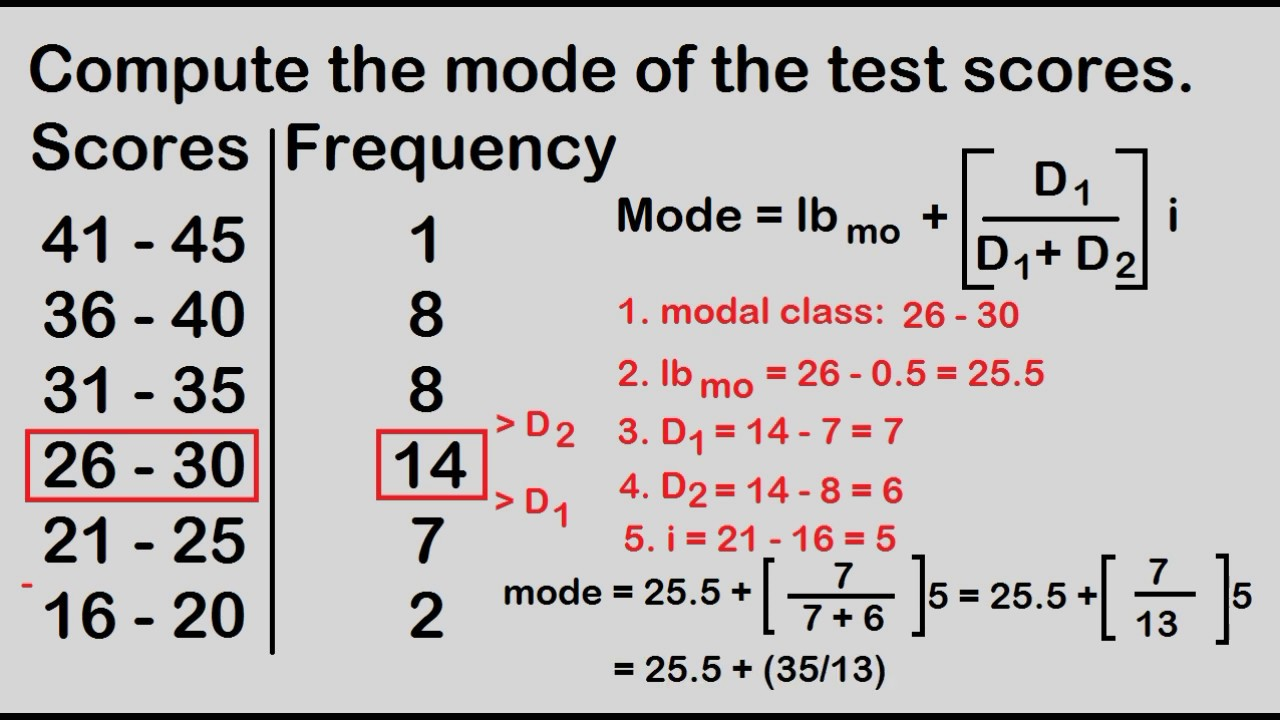 Compute the mode of the test scores.
Scores | Frequency
41 - 45 1
36 - 40 8
31 - 35 8
26 - 30 14
21 - 25 7
-
16 - 20 2
> D2
> D1
Mode = lb mo + [ D1 / D1 + D2 ] i
1. modal class: 26 - 30
2. lb mo = 26 - 0.5 = 25.5
3. D1 = 14 - 7 = 7
4. D2 = 14 - 8 = 6
5. i = 21 - 16 = 5
mode = 25.5 + [ 7 / 7 + 6 ] 5 = 25.5 + [ 7 / 13 ] 5
= 25.5 + (35/13)